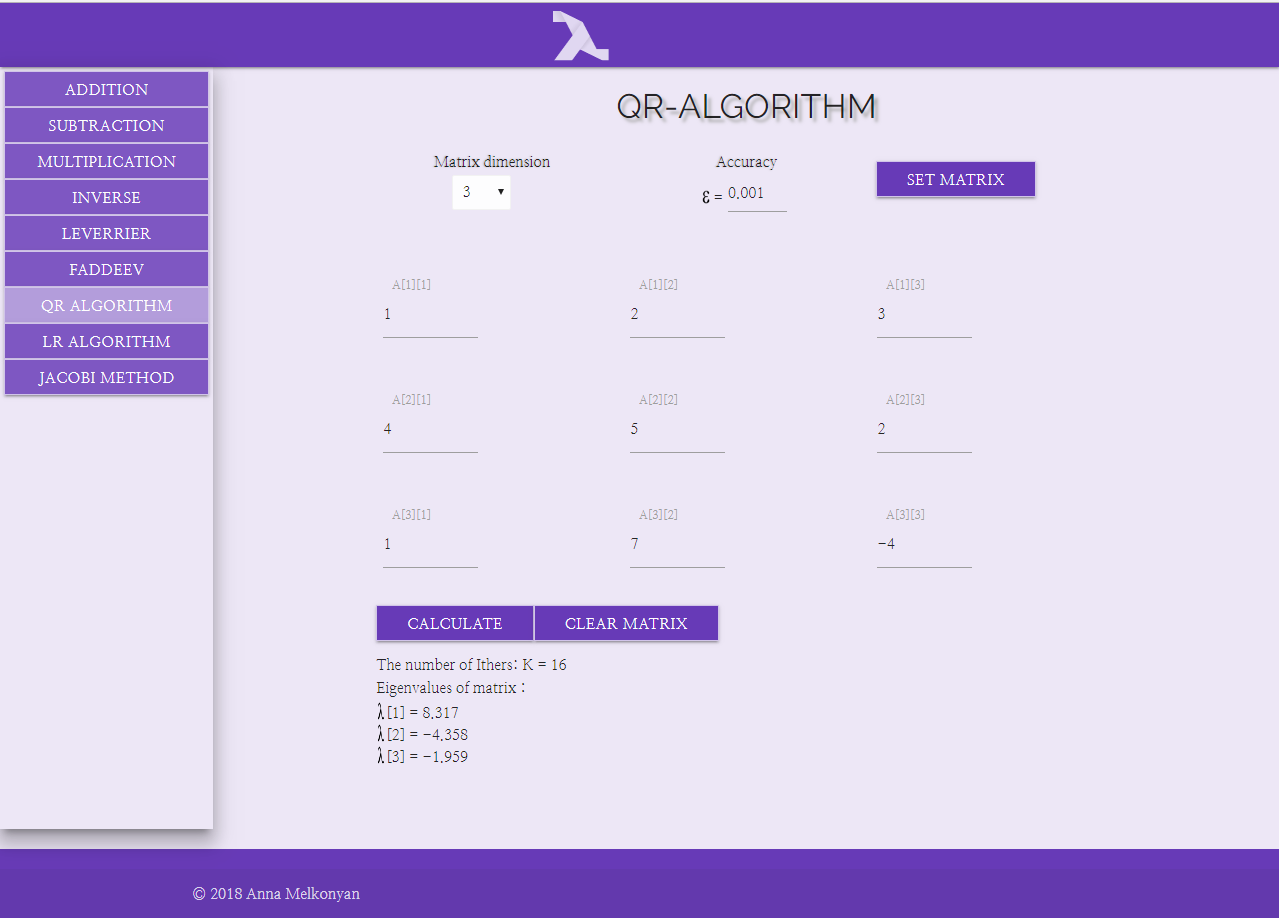 ADDITION
SUBTRACTION
MULTIPLICATION
INVERSE
LEVERRIER
FADDEEV
QR ALGORITHM
LR ALGORITHM
JACOBI METHOD
QR-ALGORITHM
Matrix dimension
3
Accuracy
ε = 0.001
SET MATRIX
A[1][1] A[1][2] A[1][3]
1 2 3
A[2][1] A[2][2] A[2][3]
4 5 2
A[3][1] A[3][2] A[3][3]
1 7 -4
CALCULATE CLEAR MATRIX
The number of Ithers: K = 16
Eigenvalues of matrix :
λ[1] = 8.317
λ[2] = -4.358
λ[3] = -1.959
© 2018 Anna Melkonyan